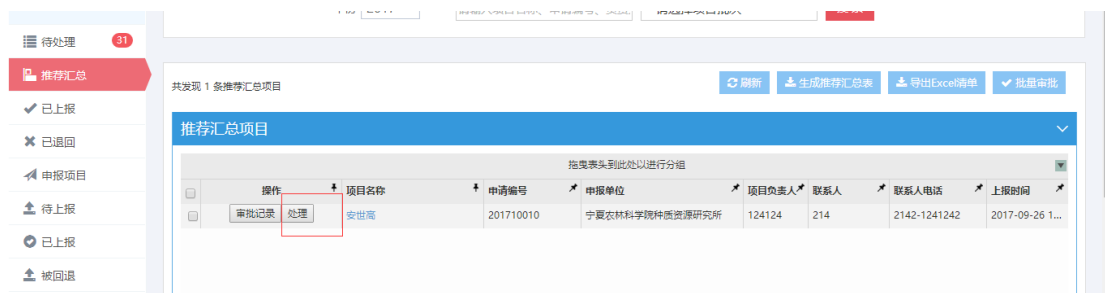 待处理 31
推荐汇总
已上报
已退回
申报项目
待上报
已上报
被回退
共发现 1 条推荐汇总项目
刷新 生成推荐汇总表 导出Excel清单 批量审批
推荐汇总项目
拖曳表头到此处以进行分组
操作 项目名称 申请编号 申报单位 项目负责人 联系人 联系人电话 上报时间
审批记录 处理 安世高 201710010 宁夏农林科学院种质资源研究所 124124 214 2142-1241242 2017-09-26 1...